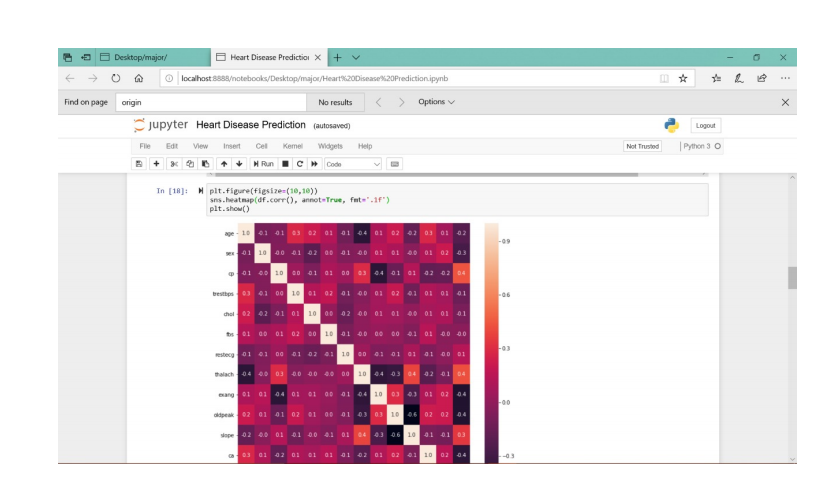 Desktop/major/
Heart Disease Prediction
localhost:8888/notebooks/Desktop/major/Heart%20Disease%20Prediction.ipynb
Find on page origin No results Options
jupyter Heart Disease Prediction (autosaved)
Logout
File Edit View Insert Cell Kernel Widgets Help Not Trusted Python 3
Run Code
In [18]: plt.figure(figsize=(10,10))
sns.heatmap(df.corr(), annot=True, fmt='.1f')
plt.show()
age 1.0 -0.1 -0.1 0.3 0.2 0.1 -0.1 -0.4 0.1 0.2 -0.2 0.3 0.1 -0.2
sex -0.1 1.0 -0.0 -0.1 -0.2 0.0 -0.1 -0.0 0.1 0.1 -0.0 0.1 0.2 -0.3
cp -0.1 -0.0 1.0 0.0 -0.1 0.1 0.0 0.3 -0.4 -0.1 0.1 -0.2 -0.2 0.4
trestbps 0.3 -0.1 0.0 1.0 0.1 0.2 -0.1 -0.0 0.1 0.2 -0.1 0.1 0.1 -0.1
chol 0.2 -0.2 -0.1 0.1 1.0 0.0 -0.2 -0.0 0.1 0.1 -0.0 0.1 0.1 -0.1
fbs 0.1 0.0 0.1 0.2 0.0 1.0 -0.1 -0.0 0.0 0.0 -0.1 0.1 -0.0 -0.0
restecg -0.1 -0.1 0.0 -0.1 -0.2 -0.1 1.0 0.0 -0.1 -0.1 0.1 -0.1 -0.0 0.1
thalach -0.4 -0.0 0.3 -0.0 -0.0 -0.0 0.0 1.0 -0.4 -0.3 0.4 -0.2 -0.1 0.4
exang 0.1 0.1 -0.4 0.1 0.1 0.0 -0.1 -0.4 1.0 0.3 -0.3 0.1 0.2 -0.4
oldpeak 0.2 0.1 -0.1 0.2 0.1 0.0 -0.1 -0.3 0.3 1.0 -0.6 0.2 0.2 -0.4
slope -0.2 -0.0 0.1 -0.1 -0.0 -0.1 0.1 0.4 -0.3 -0.6 1.0 -0.1 -0.1 0.3
ca 0.3 0.1 -0.2 0.1 0.1 0.1 -0.1 -0.2 0.1 0.2 -0.1 1.0 0.2 -0.4
0.9
0.6
0.3
0.0
-0.3